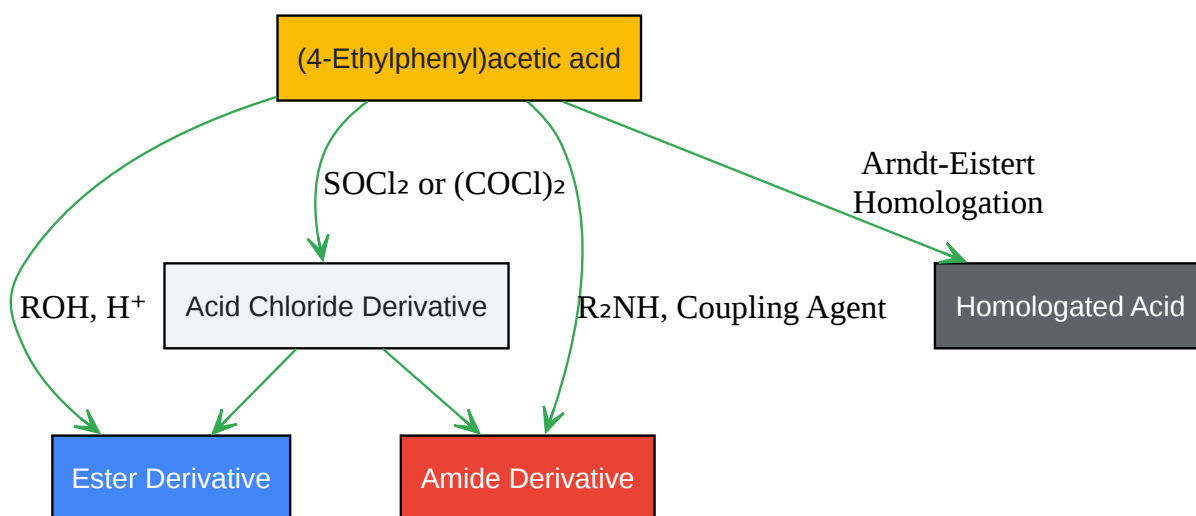 (4-Ethylphenyl)acetic acid
SOCl₂ or (COCl)₂
Arndt-Eistert
Homologation
ROH, H⁺
Acid Chloride Derivative
R₂NH, Coupling Agent
Homologated Acid
Ester Derivative
Amide Derivative